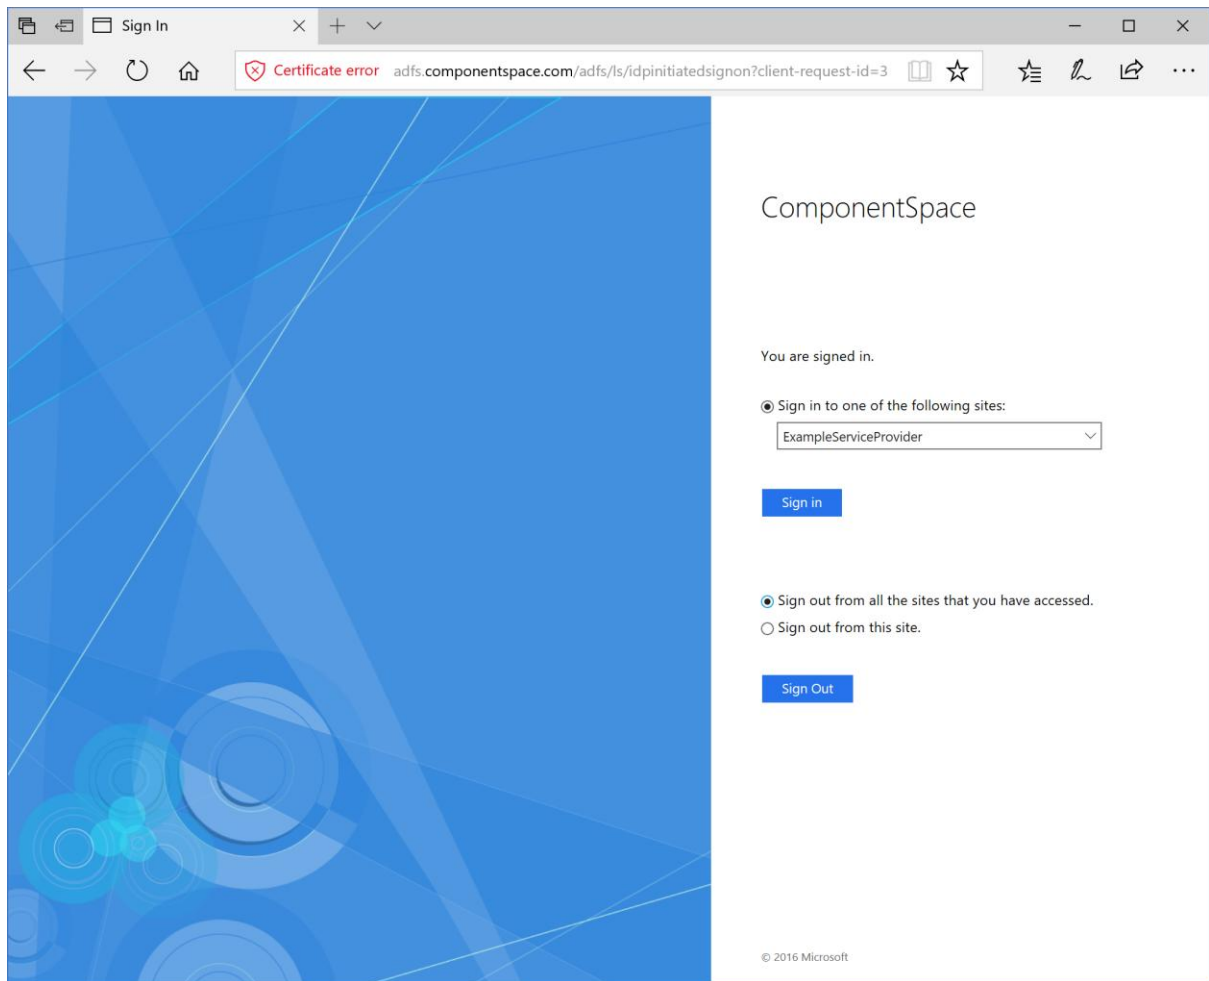 Sign In
Certificate error adfs.componentspace.com/adfs/ls/idpinitiatedsignon?client-request-id=3
ComponentSpace
You are signed in.
Sign in to one of the following sites:
ExampleServiceProvider
Sign in
Sign out from all the sites that you have accessed.
Sign out from this site.
Sign Out
© 2016 Microsoft